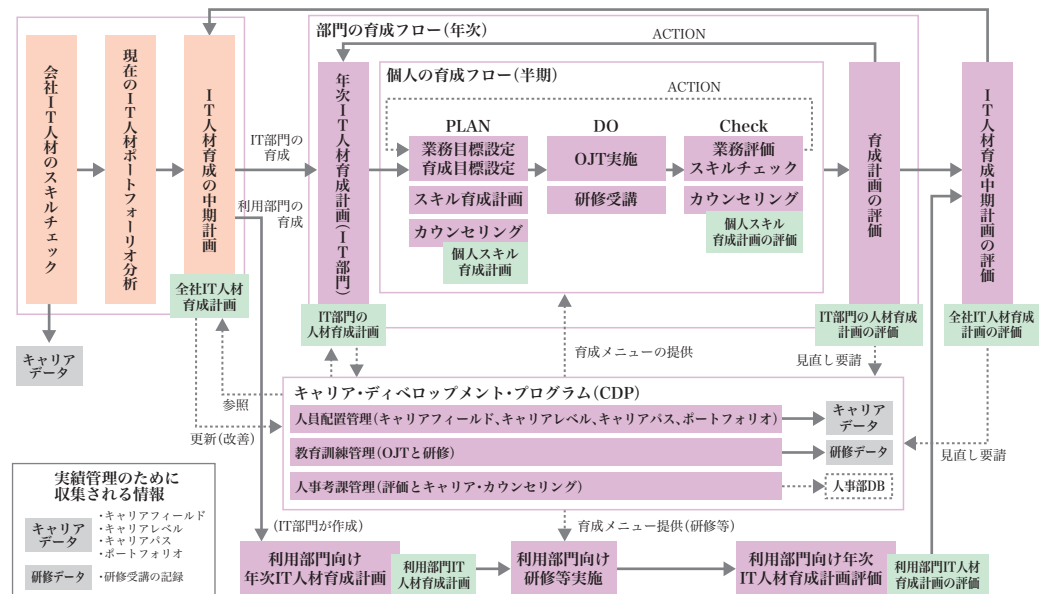 会社IT人材のスキルチェック
現在のIT人材ポートフォーリオ分析
IT人材育成の中期計画
全社IT人材
育成計画
キャリア
データ
IT部門の
育成
利用部門の
育成
部門の育成フロー(年次)
ACTION
年次IT人材育成計画(IT部門)
IT部門の
人材育成計画
個人の育成フロー(半期)
ACTION
PLAN
業務目標設定
育成目標設定
スキル育成計画
カウンセリング
個人スキル
育成計画
DO
OJT実施
研修受講
Check
業務評価
スキルチェック
カウンセリング
個人スキル
育成計画の評価
育成計画の評価
IT部門の人材育成
計画の評価
IT人材育成中期計画の評価
全社IT人材育成
計画の評価
参照
更新(改善)
育成メニューの提供
見直し要請
見直し要請
キャリア・ディベロップメント・プログラム(CDP)
人員配置管理(キャリアフィールド、キャリアレベル、キャリアパス、ポートフォリオ)
キャリア
データ
教育訓練管理(OJTと研修)
研修データ
人事考課管理(評価とキャリア・カウンセリング)
人事部DB
実績管理のために
収集される情報
キャリア
データ
・キャリアフィールド
・キャリアレベル
・キャリアパス
・ポートフォリオ
研修データ
・研修受講の記録
(IT部門が作成)
育成メニュー提供(研修等)
利用部門向け
年次IT人材育成計画
利用部門IT
人材育成計画
利用部門向け
研修等実施
利用部門向け年次
IT人材育成計画評価
利用部門IT人材
育成計画の評価